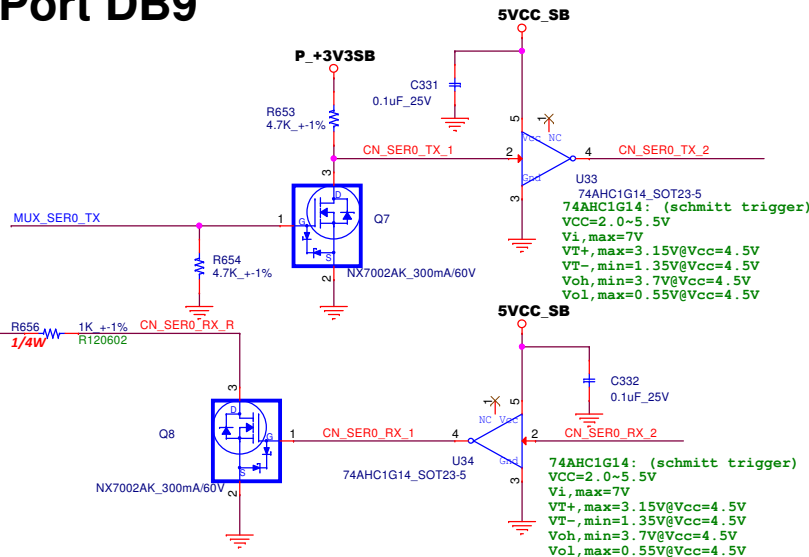 Port DB9
5VCC_SB
P_+3V3SB
C331
0.1uF_25V
R653
4.7K_+-1%
5
1
Vcc NC
CN_SER0_TX_1
2
4
CN_SER0_TX_2
3
D
Gnd
U33
74AHC1G14_SOT23-5
MUX_SER0_TX
1
G
Q7
3
74AHC1G14: (schmitt trigger)
VCC=2.0~5.5V
Vi,max=7V
VT+,max=3.15V@Vcc=4.5V
VT-,min=1.35V@Vcc=4.5V
Voh,min=3.7V@Vcc=4.5V
Vol,max=0.55V@Vcc=4.5V
R654
4.7K_+-1%
S
2
NX7002AK_300mA/60V
5VCC_SB
R656
1K_+-1%
CN_SER0_RX_R
1/4W
R120602
C332
0.1uF_25V
3
1
5
NC Vcc
D
Q8
G
1
CN_SER0_RX_1
4
2
CN_SER0_RX_2
U34
Gnd
74AHC1G14_SOT23-5
3
S
2
NX7002AK_300mA/60V
74AHC1G14: (schmitt trigger)
VCC=2.0~5.5V
Vi,max=7V
VT+,max=3.15V@Vcc=4.5V
VT-,min=1.35V@Vcc=4.5V
Voh,min=3.7V@Vcc=4.5V
Vol,max=0.55V@Vcc=4.5V